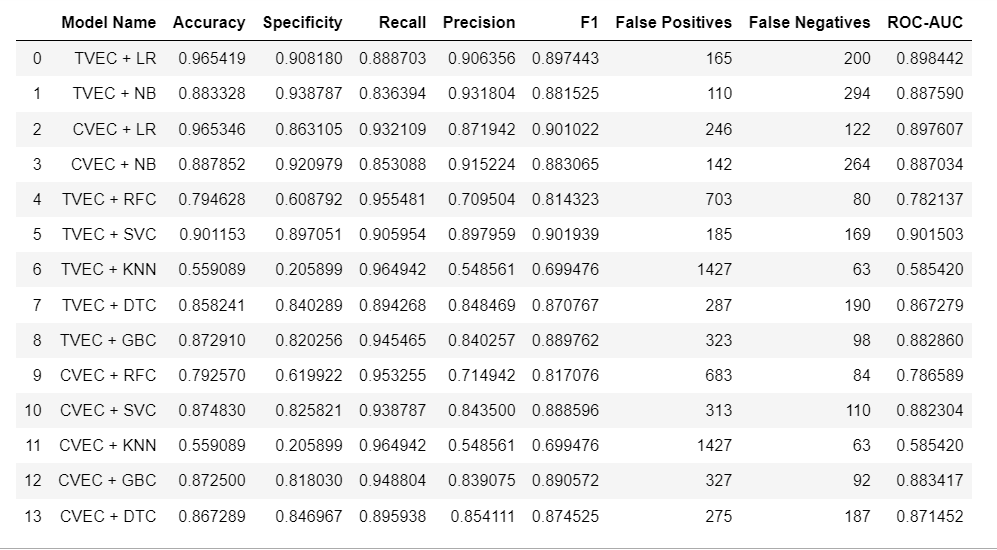 Model Name Accuracy Specificity Recall Precision F1 False Positives False Negatives ROC-AUC
0 TVEC + LR 0.965419 0.908180 0.888703 0.906356 0.897443 165 200 0.898442
1 TVEC + NB 0.883328 0.938787 0.836394 0.931804 0.881525 110 294 0.887590
2 CVEC + LR 0.965346 0.863105 0.932109 0.871942 0.901022 246 122 0.897607
3 CVEC + NB 0.887852 0.920979 0.853088 0.915224 0.883065 142 264 0.887034
4 TVEC + RFC 0.794628 0.608792 0.955481 0.709504 0.814323 703 80 0.782137
5 TVEC + SVC 0.901153 0.897051 0.905954 0.897959 0.901939 185 169 0.901503
6 TVEC + KNN 0.559089 0.205899 0.964942 0.548561 0.699476 1427 63 0.585420
7 TVEC + DTC 0.858241 0.840289 0.894268 0.848469 0.870767 287 190 0.867279
8 TVEC + GBC 0.872910 0.820256 0.945465 0.840257 0.889762 323 98 0.882860
9 CVEC + RFC 0.792570 0.619922 0.953255 0.714942 0.817076 683 84 0.786589
10 CVEC + SVC 0.874830 0.825821 0.938787 0.843500 0.888596 313 110 0.882304
11 CVEC + KNN 0.559089 0.205899 0.964942 0.548561 0.699476 1427 63 0.585420
12 CVEC + GBC 0.872500 0.818030 0.948804 0.839075 0.890572 327 92 0.883417
13 CVEC + DTC 0.867289 0.846967 0.895938 0.854111 0.874525 275 187 0.871452